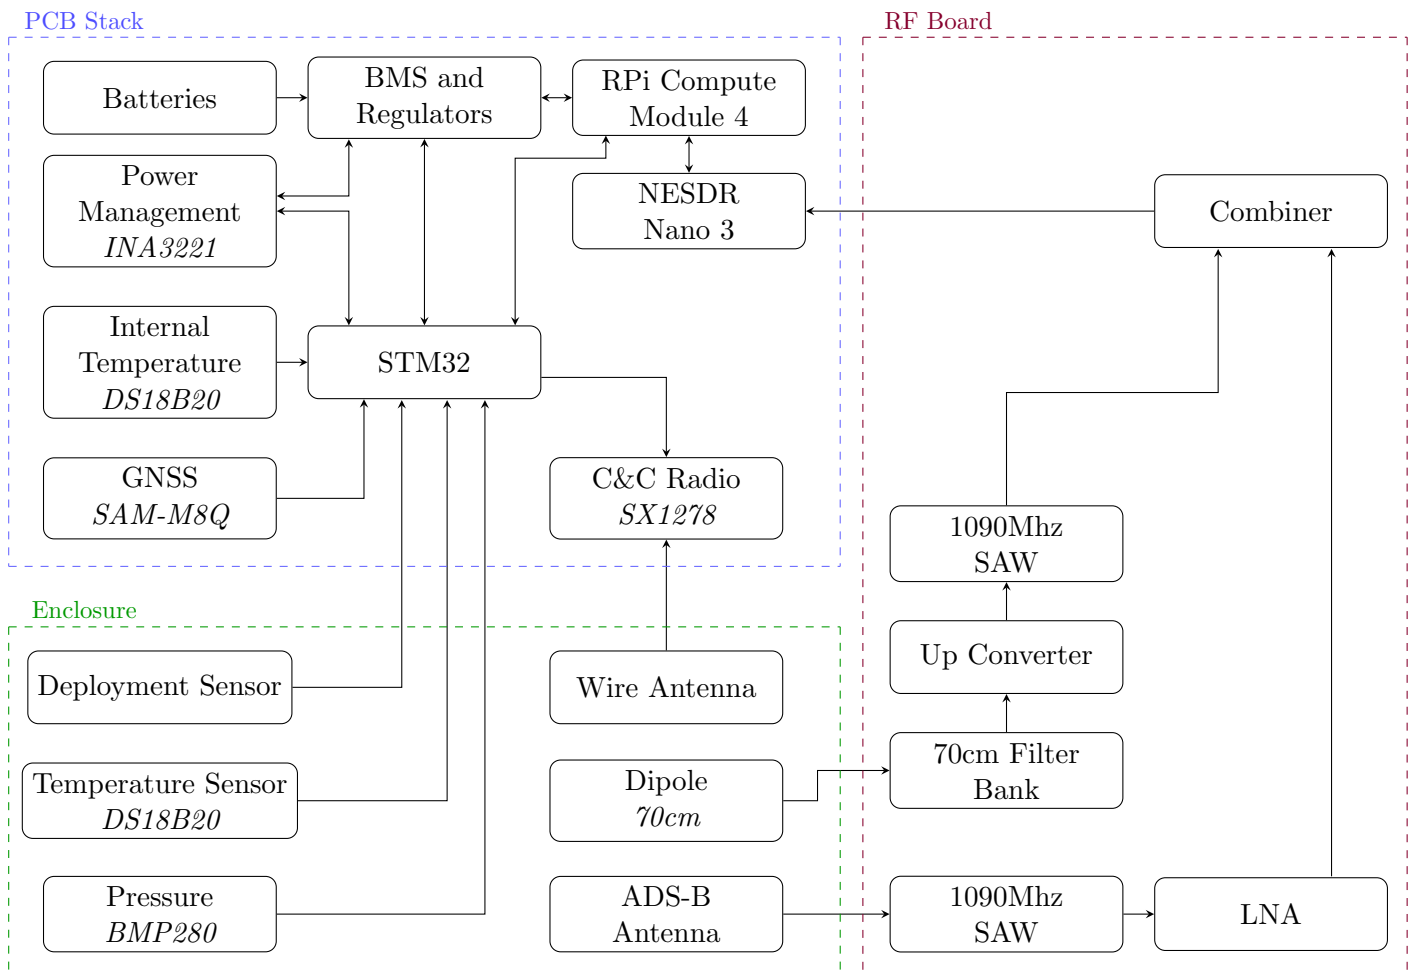 PCB Stack
RF Board
Batteries
BMS and
Regulators
RPi Compute
Module 4
Power
Management
INA3221
NESDR
Nano 3
Combiner
Internal
Temperature
DS18B20
STM32
GNSS
SAM-M8Q
C&C Radio
SX1278
1090Mhz
SAW
Enclosure
Up Converter
Deployment Sensor
Wire Antenna
70cm Filter
Bank
Temperature Sensor
DS18B20
Dipole
70cm
Pressure
BMP280
ADS-B
Antenna
1090Mhz
SAW
LNA